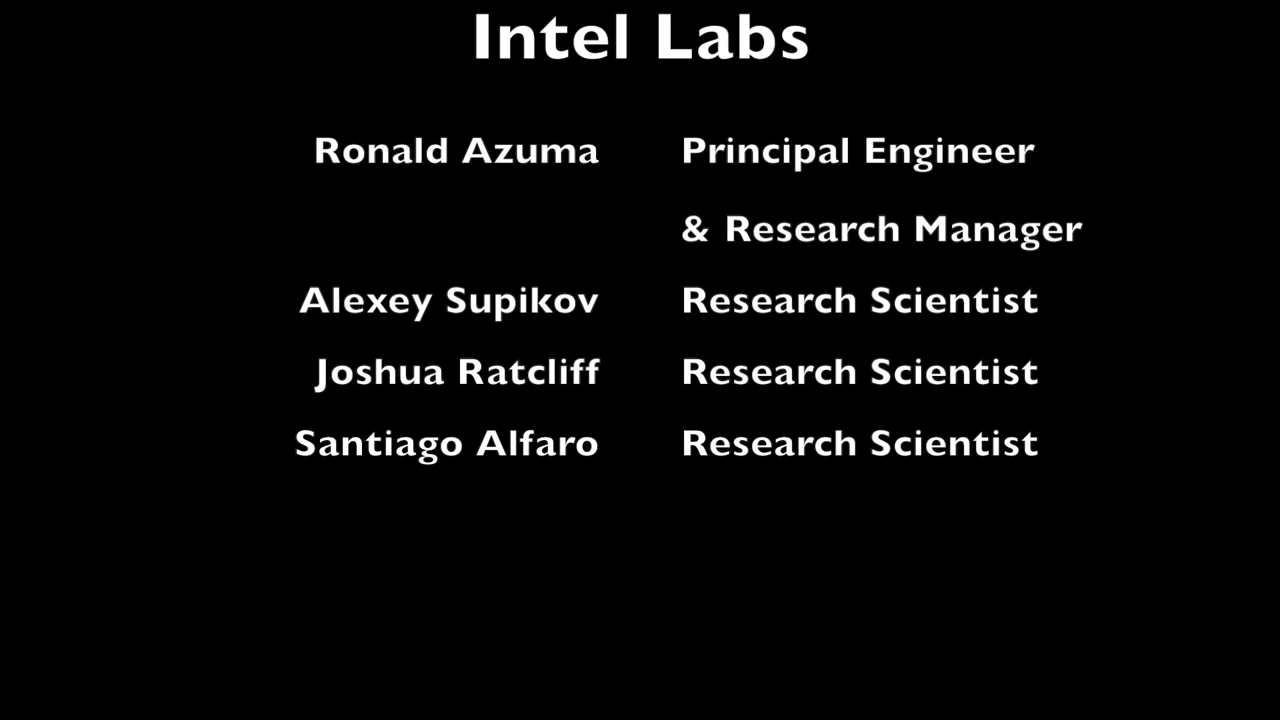 Intel Labs
Ronald Azuma Principal Engineer
& Research Manager
Alexey Supikov Research Scientist
Joshua Ratcliff Research Scientist
Santiago Alfaro Research Scientist